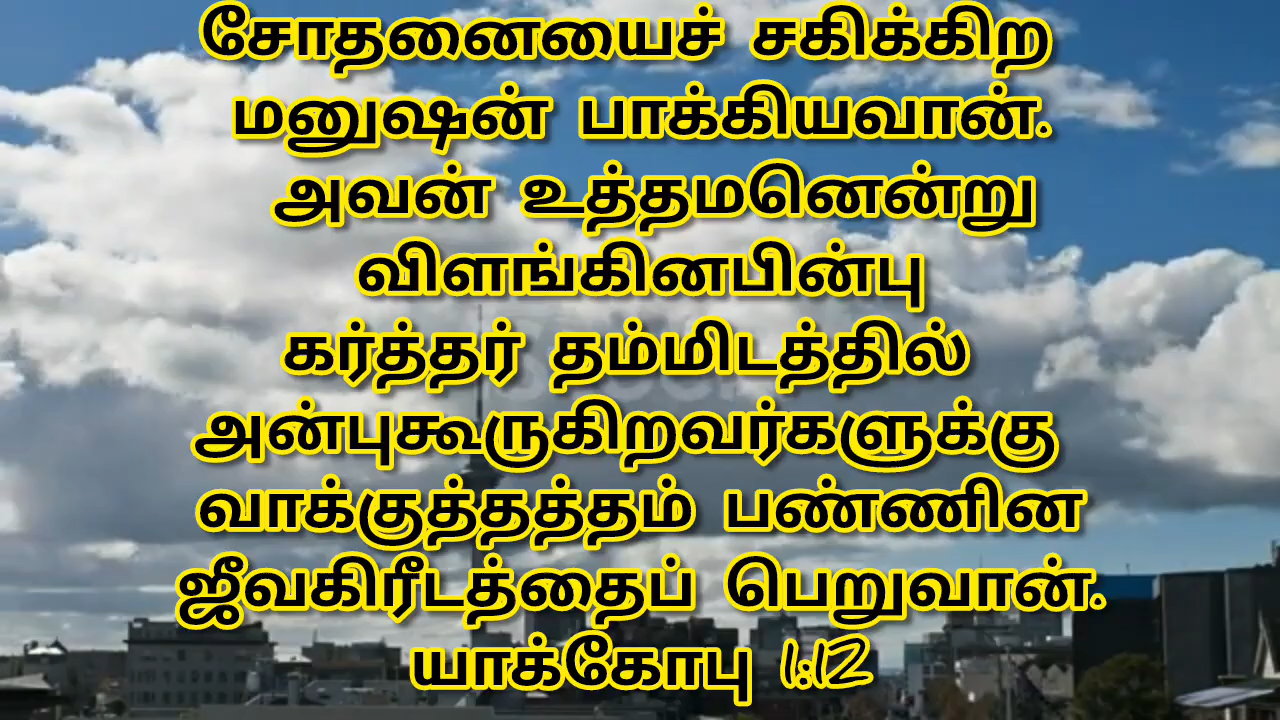 சோதனையைச் சகிக்கிற
மனுஷன் பாக்கியவான்.
அவன் உத்தமனென்று
விளங்கினபின்பு
கர்த்தர் தம்மிடத்தில்
அன்புகூருகிறவர்களுக்கு
வாக்குத்தத்தம் பண்ணின
ஜீவகிரீடத்தைப் பெறுவான்.
யாக்கோபு 1:12